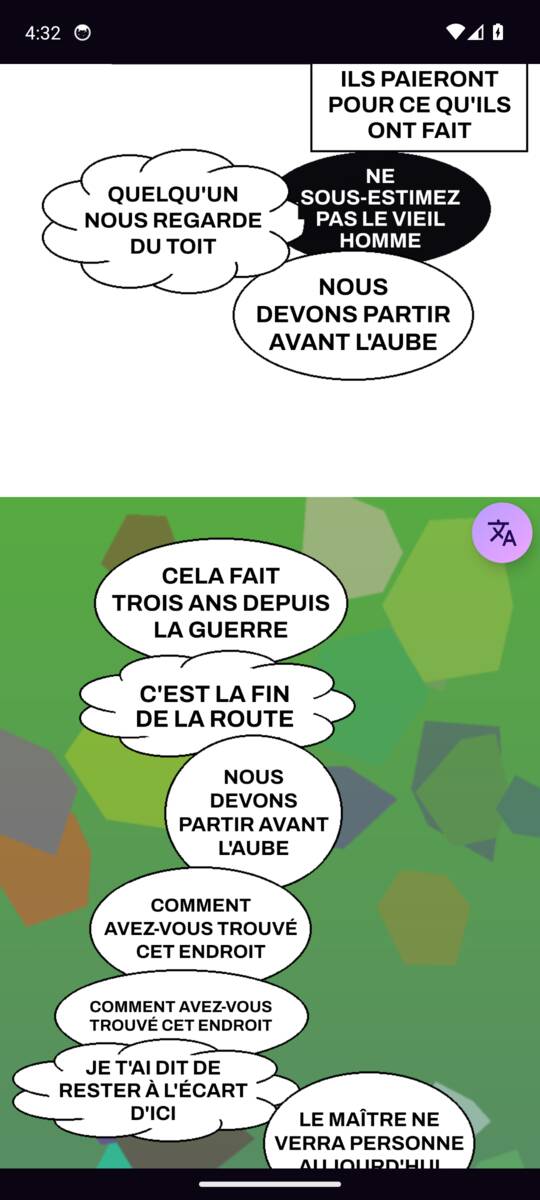 4:32
ILS PAIERONT
POUR CE QU'ILS
ONT FAIT
NE
SOUS-ESTIMEZ
PAS LE VIEIL
HOMME
QUELQU'UN
NOUS REGARDE
DU TOIT
NOUS
DEVONS PARTIR
AVANT L'AUBE
CELA FAIT
TROIS ANS DEPUIS
LA GUERRE
C'EST LA FIN
DE LA ROUTE
NOUS
DEVONS
PARTIR AVANT
L'AUBE
COMMENT
AVEZ-VOUS TROUVÉ
CET ENDROIT
COMMENT AVEZ-VOUS
TROUVÉ CET ENDROIT
JE T'AI DIT DE
RESTER À L'ÉCART
D'ICI
LE MAÎTRE NE
VERRA PERSONNE
AUJOURD'HUI